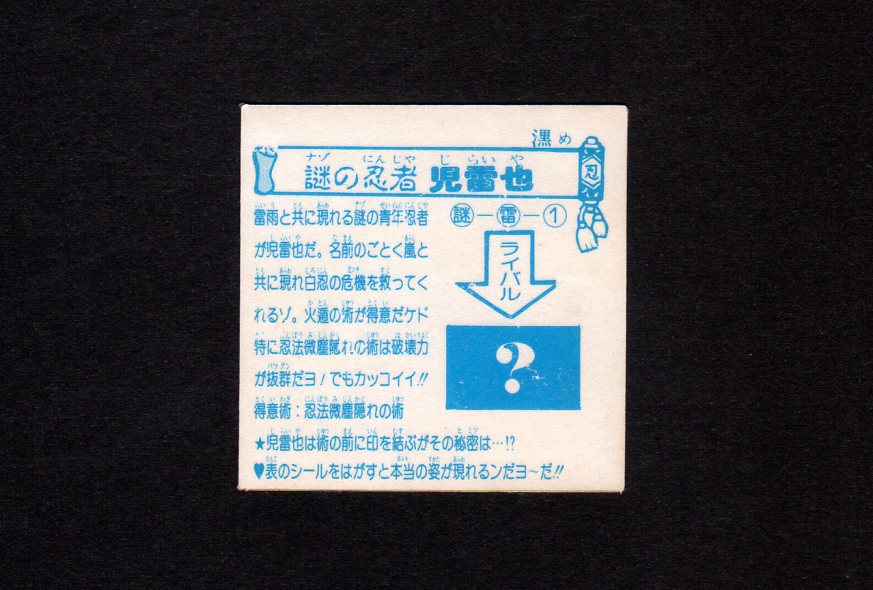 濶め
謎の忍者 児雷也
忍
雷雨と共に現れる謎の青年忍者
が児雷也だ。名前のごとく嵐と
共に現れ白忍の危機を救ってく
れるゾ。火遁の術が得意だケド
特に忍法微塵隠れの術は破壊力
が抜群だヨ!でもカッコイイ!!
得意術:忍法微塵隠れの術
謎―雷―1
ライバル
?
★児雷也は術の前に印を結ぶがその秘密は…!?
♥表のシールをはがすと本当の姿が現れるンだヨ〜だ!!